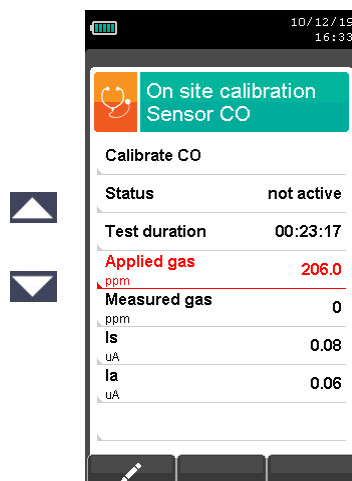 10/12/19
16:33
On site calibration
Sensor CO
Calibrate CO
Status not active
Test duration 00:23:17
Applied gas 206.0
ppm
Measured gas 0
ppm
Is 0.08
uA
Ia 0.06
uA